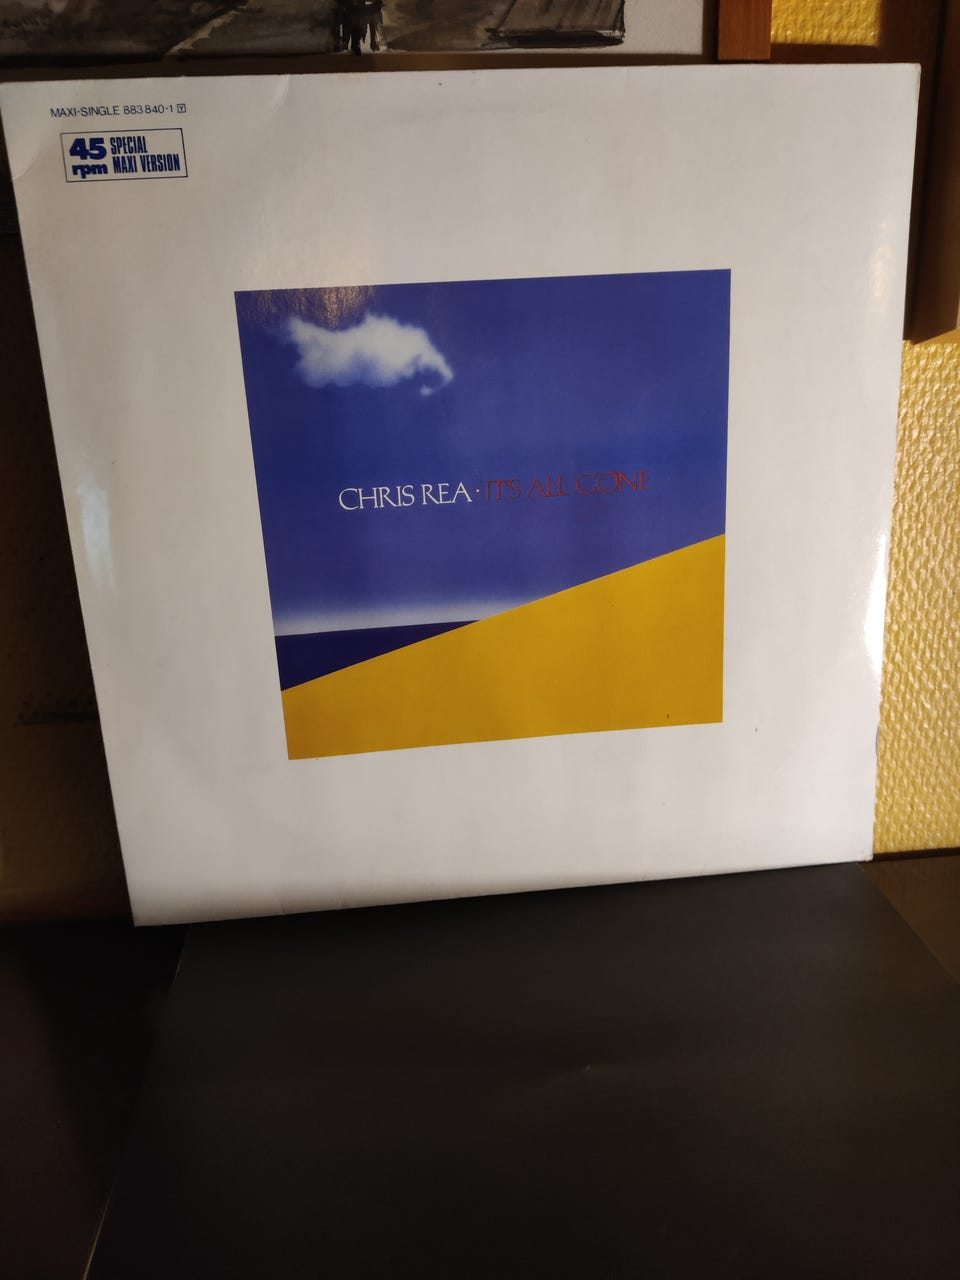 MAXI-SINGLE 883 840-1 Y
45 SPECIAL
rpm MAXI VERSION
CHRIS REA · IT'S ALL GONE